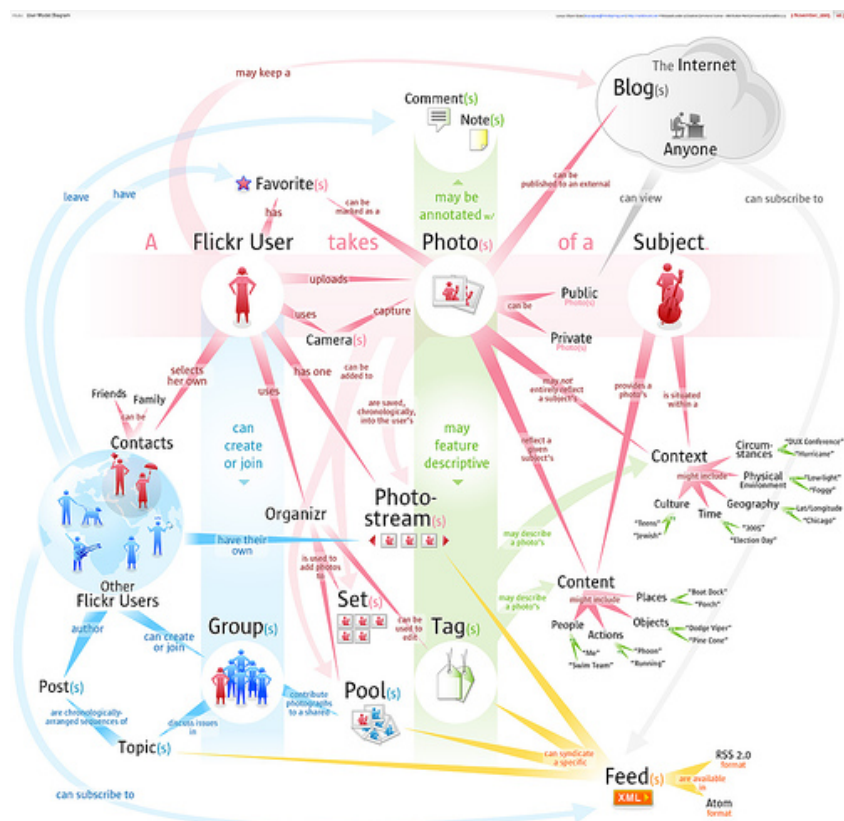 User Model Diagram
may keep a
The Internet
Blog(s)
Anyone
Comment(s)
Note(s)
leave
have
Favorite(s)
has
can be
marked as a
may be
annotated w/
can be
published to an external
can view
can subscribe to
A
Flickr User
takes
Photo(s)
of a
Subject.
uploads
uses
capture
Camera(s)
can be
Public
Photo(s)
Private
Photo(s)
selects
her own
uses
has one
can be
added to
are saved,
chronologically,
into the user's
may not
entirely reflect
a subject's
provides a
photo's
is situated
within a
Friends
Family
can be
Contacts
can
create
or join
may
feature
descriptive
reflect a
given
subject's
Context
might include
Circum-
stances
"DUX Conference"
"Hurricane"
Physical
Environment
"Low-light"
"Foggy"
Geography
Lat/Longitude
"Chicago"
Culture
"Teens"
"Jewish"
Time
"2005"
"Election Day"
Organizr
Photo-
stream(s)
have their
own
is used to
add photos
to
may describe
a photo's
Content
might include
Places
"Boat Dock"
"Porch"
Objects
"Dodge Viper"
"Pine Cone"
People
"Me"
"Swim Team"
Actions
"Phoon"
"Running"
may describe
a photo's
Other
Flickr Users
author
can create
or join
Group(s)
Set(s)
can be
used to
edit
Tag(s)
Post(s)
are chronologically-
arranged sequences of
Topic(s)
discuss issues
in
contribute
photographs
to a shared
Pool(s)
can syndicate
a specific
Feed(s)
XML
are available
in
RSS 2.0
format
Atom
format
can subscribe to